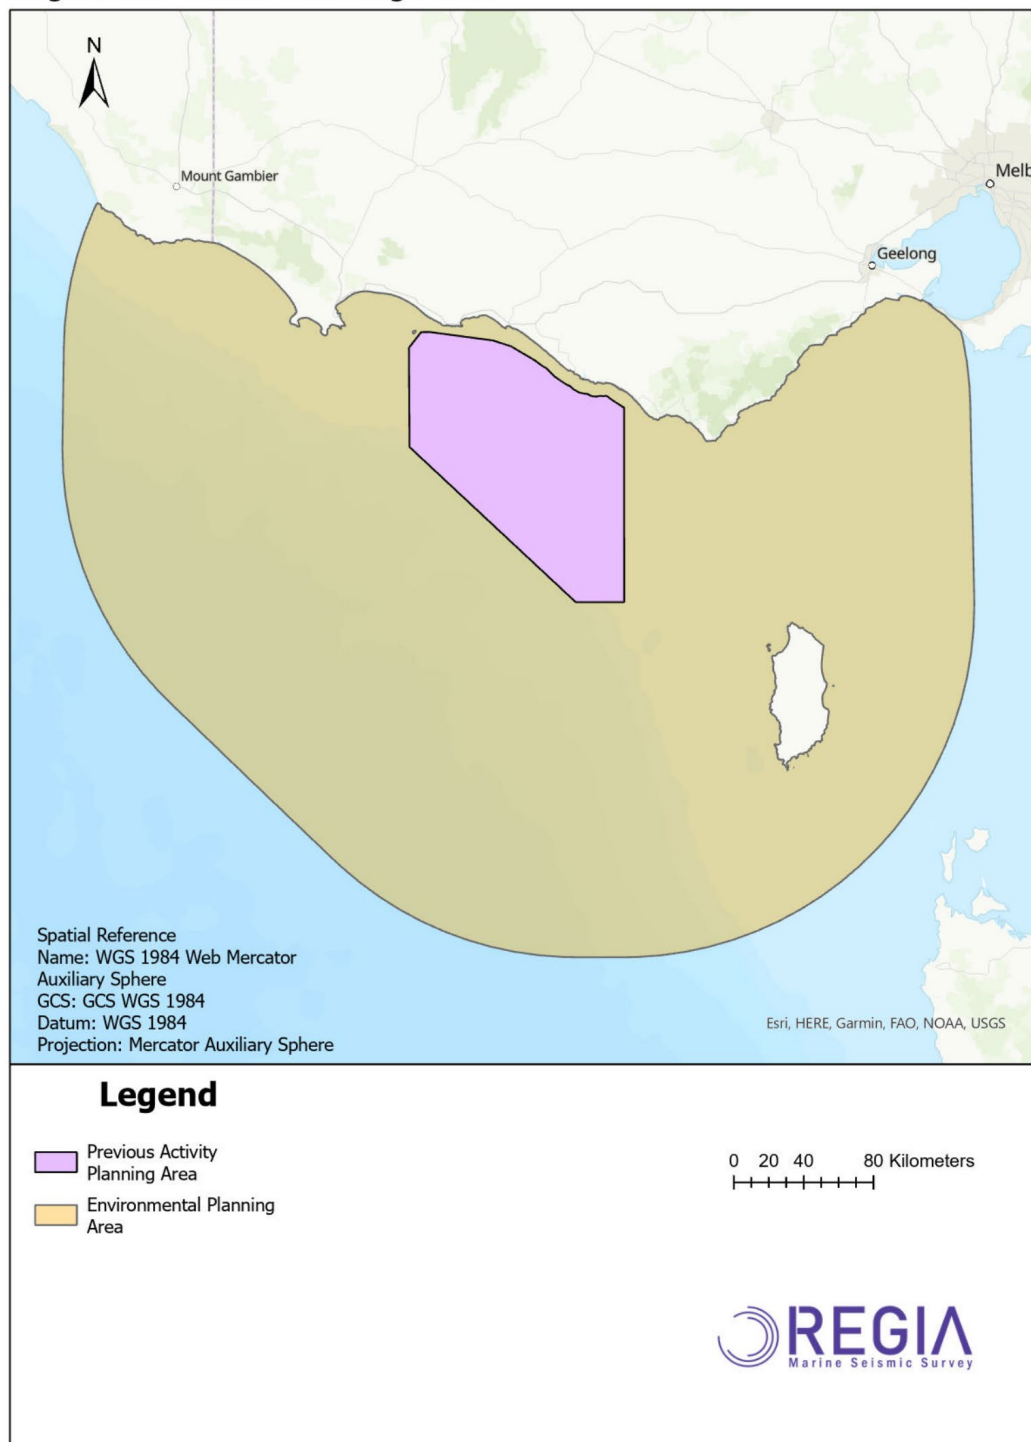 N
Mount Gambier
Melb
Geelong
Spatial Reference
Name: WGS 1984 Web Mercator
Auxiliary Sphere
GCS: GCS WGS 1984
Datum: WGS 1984
Projection: Mercator Auxiliary Sphere
Esri, HERE, Garmin, FAO, NOAA, USGS
Legend
Previous Activity
Planning Area
Environmental Planning
Area
0 20 40 80 Kilometers
REGIA
Marine Seismic Survey